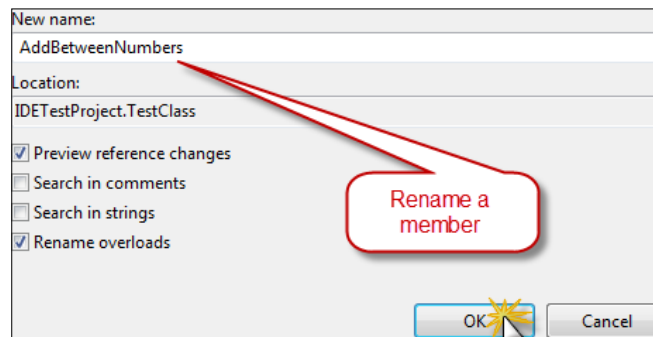 New name:
AddBetweenNumbers
Location:
IDETestProject.TestClass
Preview reference changes
Search in comments
Search in strings
Rename overloads
Rename a
member
OK
Cancel